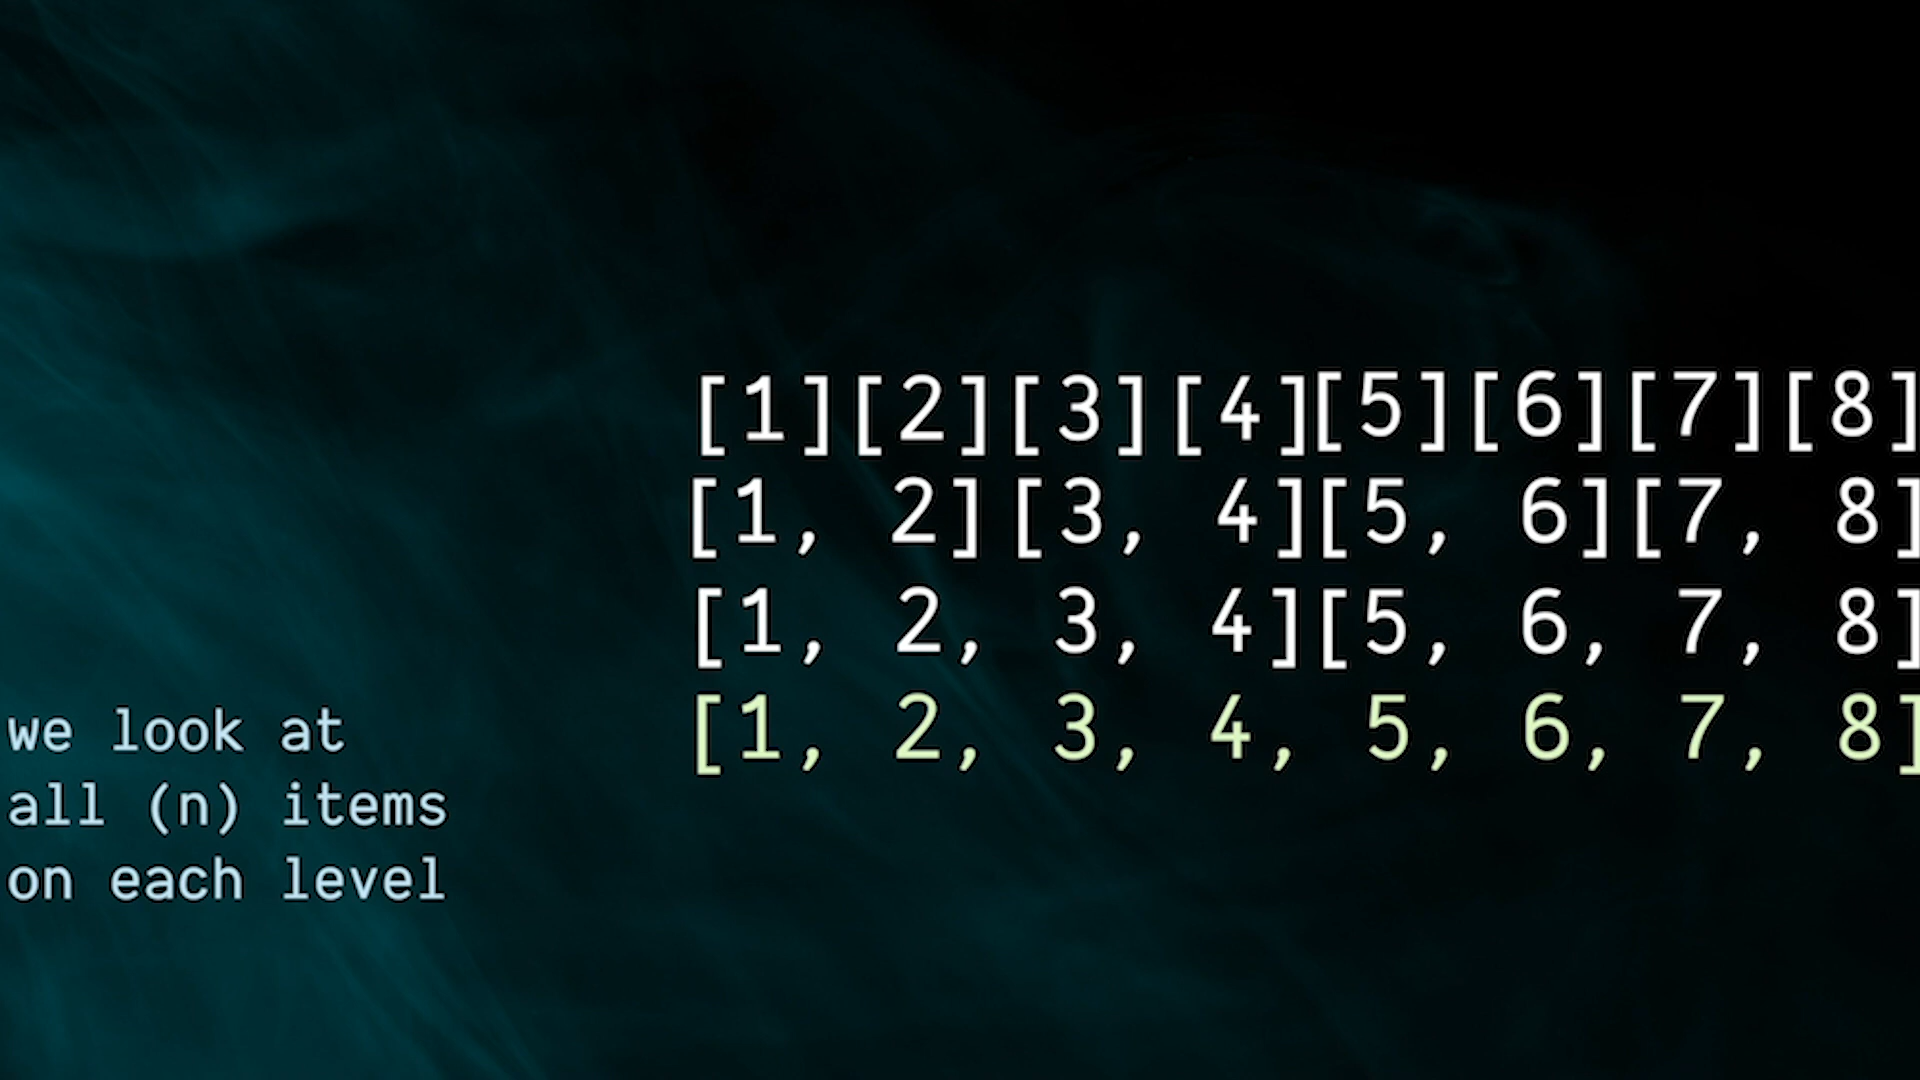 [1][2][3][4][5][6][7][8]
[1, 2][3, 4][5, 6][7, 8]
[1, 2, 3, 4][5, 6, 7, 8]
[1, 2, 3, 4, 5, 6, 7, 8]
we look at
all (n) items
on each level